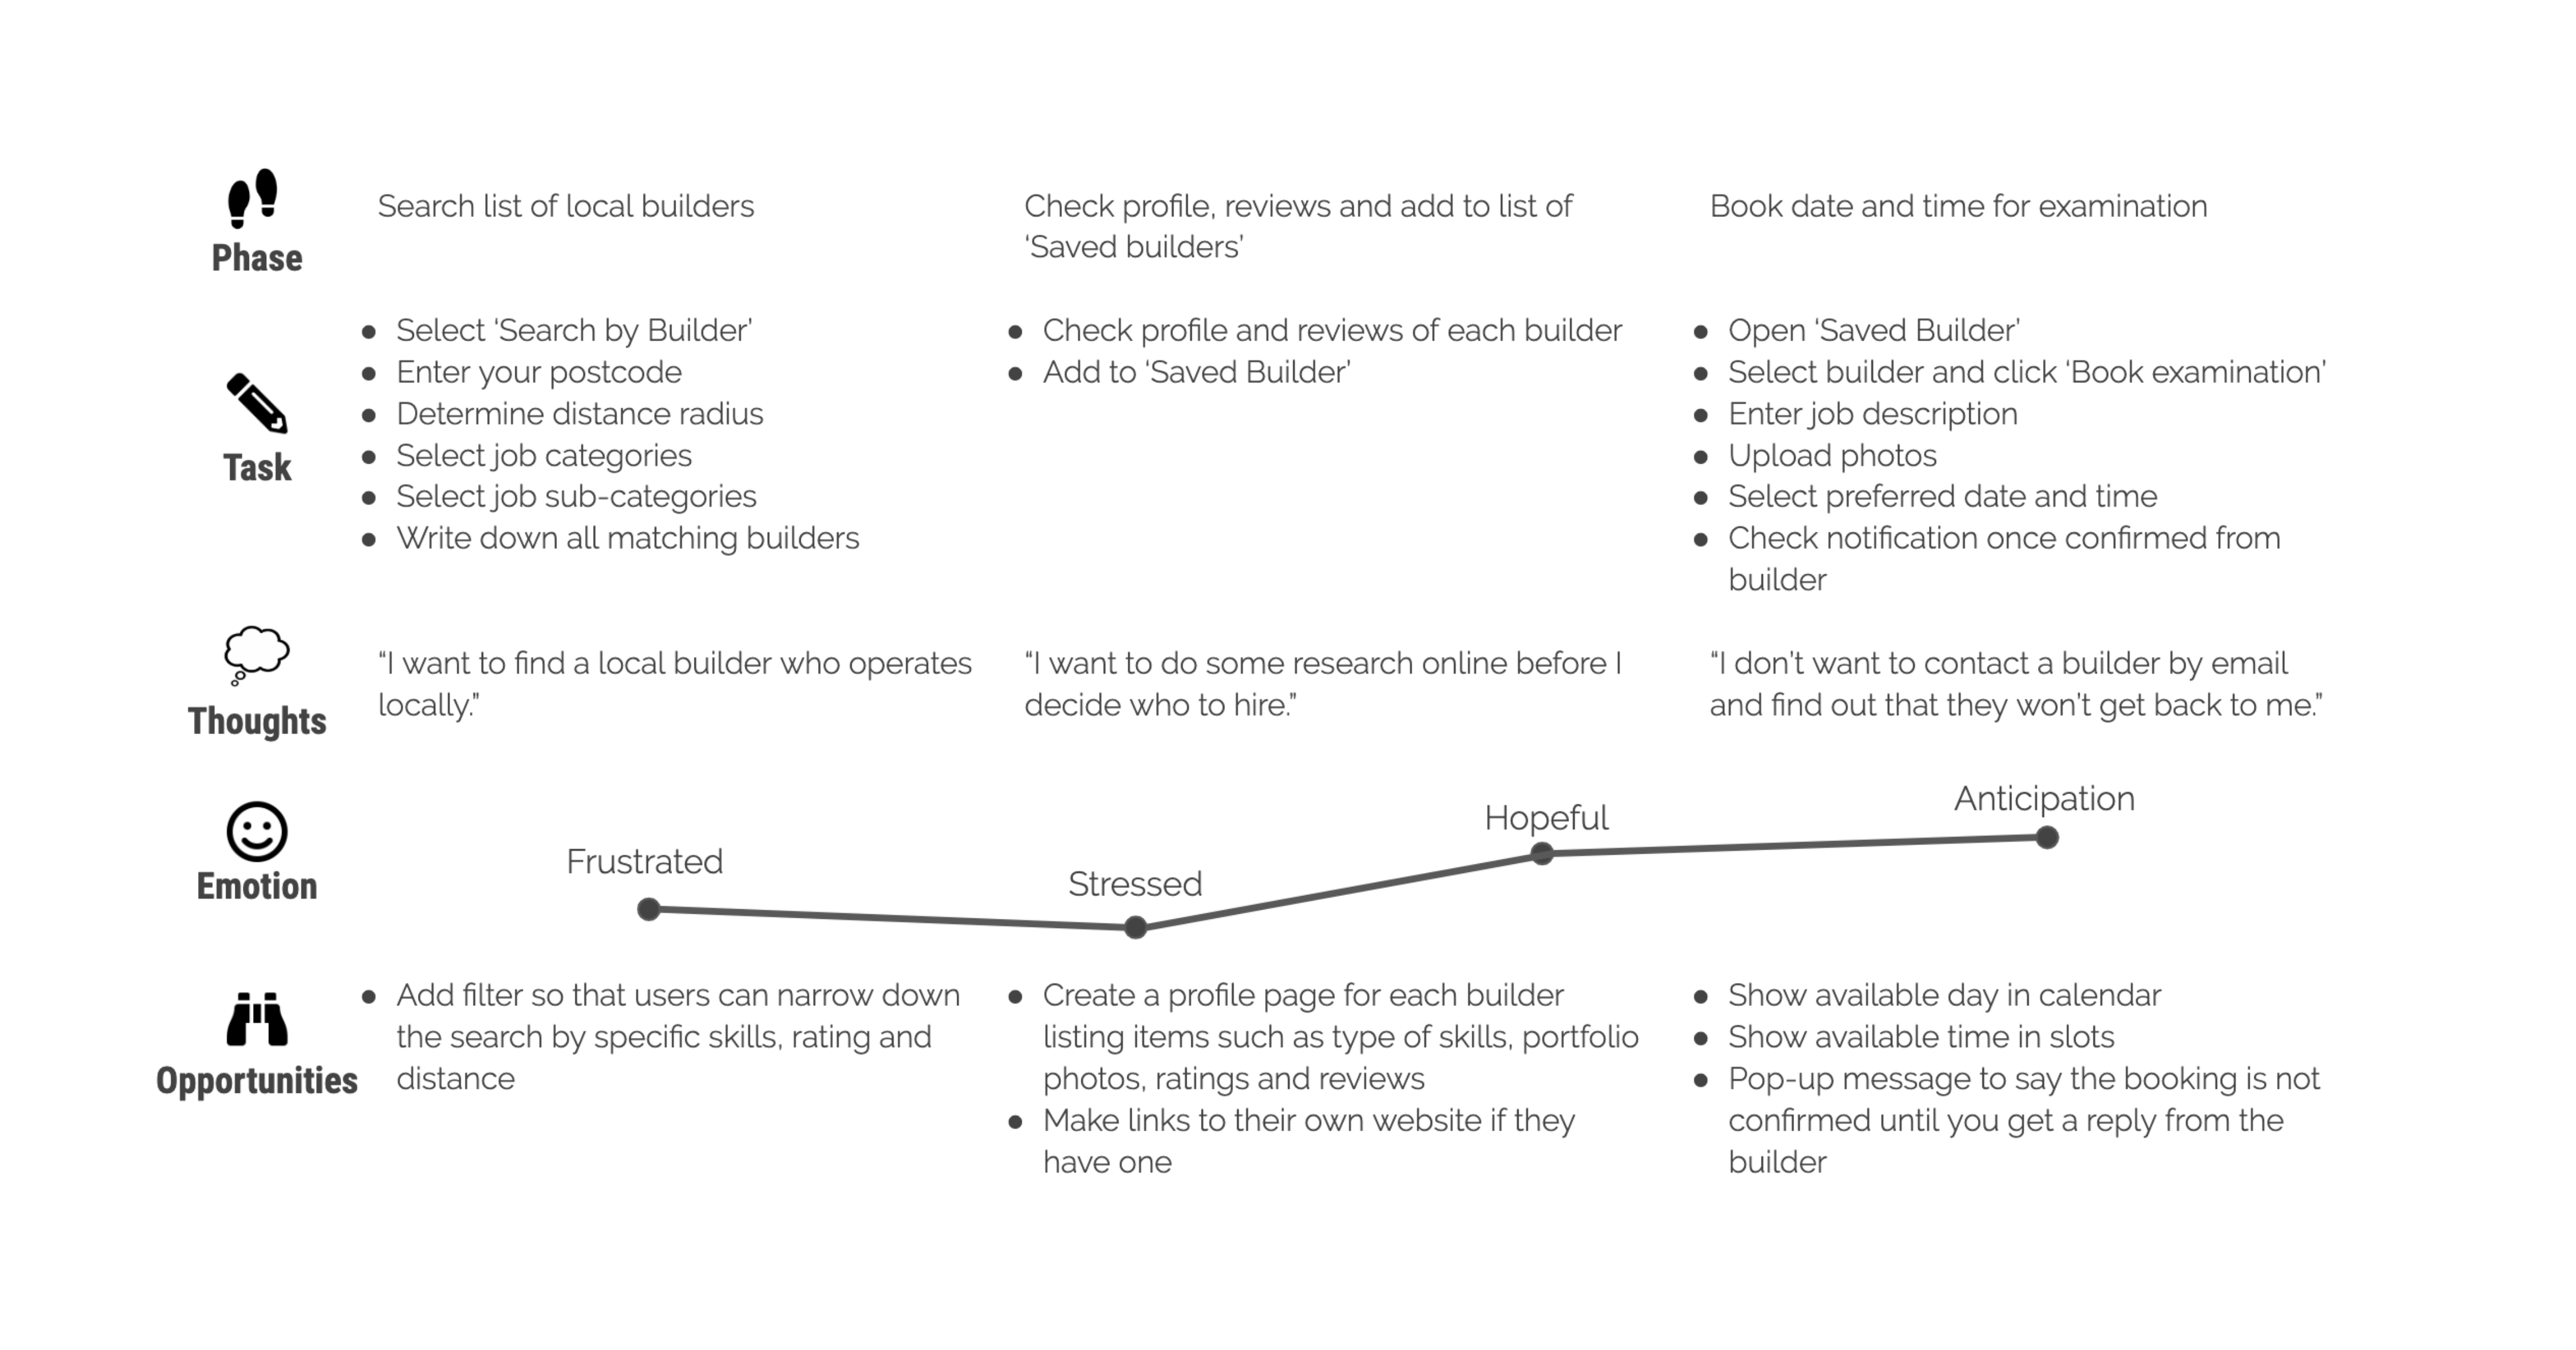 Phase
Search list of local builders
Check profile, reviews and add to list of
‘Saved builders’
Book date and time for examination
Task
● Select ‘Search by Builder’
● Enter your postcode
● Determine distance radius
● Select job categories
● Select job sub-categories
● Write down all matching builders
● Check profile and reviews of each builder
● Add to ‘Saved Builder’
● Open ‘Saved Builder’
● Select builder and click ‘Book examination’
● Enter job description
● Upload photos
● Select preferred date and time
● Check notification once confirmed from
builder
Thoughts
“I want to find a local builder who operates
locally.”
“I want to do some research online before I
decide who to hire.”
“I don’t want to contact a builder by email
and find out that they won’t get back to me.”
Emotion
Frustrated
Stressed
Hopeful
Anticipation
Opportunities
● Add filter so that users can narrow down
the search by specific skills, rating and
distance
● Create a profile page for each builder
listing items such as type of skills, portfolio
photos, ratings and reviews
● Make links to their own website if they
have one
● Show available day in calendar
● Show available time in slots
● Pop-up message to say the booking is not
confirmed until you get a reply from the
builder